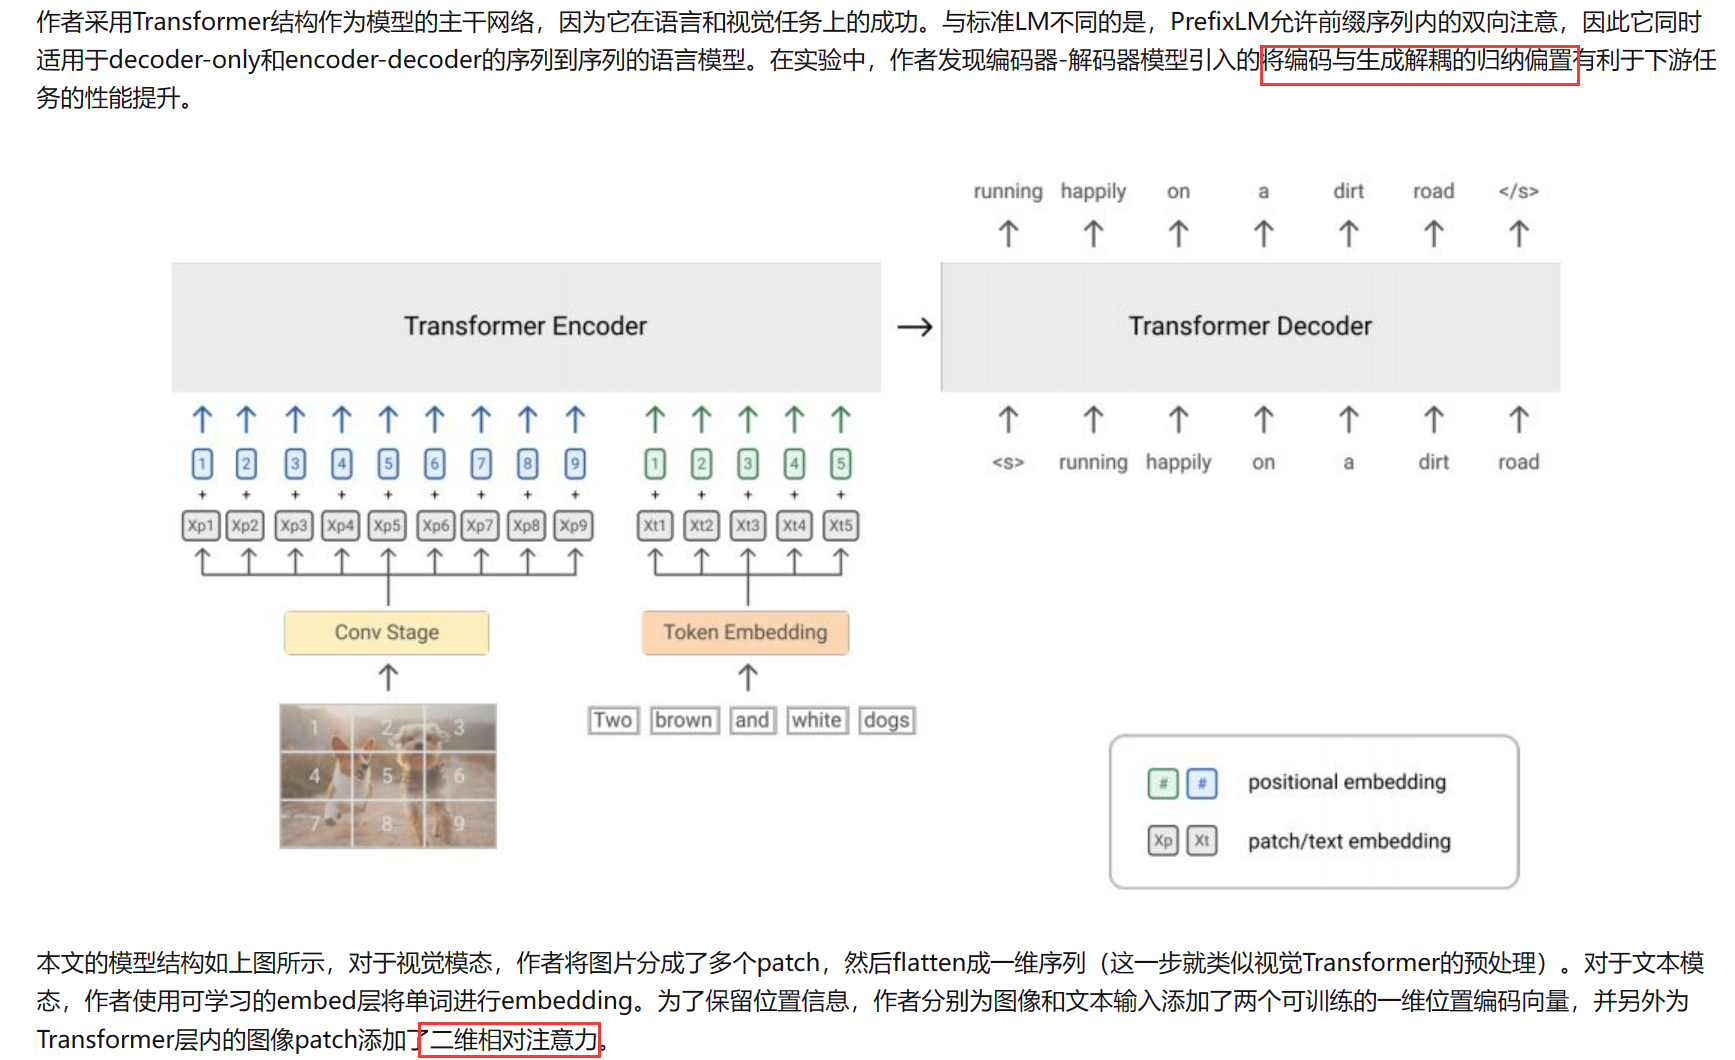 作者采用Transformer结构作为模型的主干网络，因为它在语言和视觉任务上的成功。与标准LM不同的是，PrefixLM允许前缀序列内的双向注意，因此它同时
适用于decoder-only和encoder-decoder的序列到序列的语言模型。在实验中，作者发现编码器-解码器模型引入的将编码与生成解耦的归纳偏置有利于下游任
务的性能提升。
running happily on a dirt road </s>
Transformer Encoder
Transformer Decoder
1 2 3 4 5 6 7 8 9 1 2 3 4 5
<s> running happily on a dirt road
+ + + + + + + + + + + + + +
Xp1 Xp2 Xp3 Xp4 Xp5 Xp6 Xp7 Xp8 Xp9 Xt1 Xt2 Xt3 Xt4 Xt5
Conv Stage
Token Embedding
1 2 3
4 5 6
7 8 9
Two brown and white dogs
# # positional embedding
Xp Xt patch/text embedding
本文的模型结构如上图所示，对于视觉模态，作者将图片分成了多个patch，然后flatten成一维序列（这一步就类似视觉Transformer的预处理）。对于文本模
态，作者使用可学习的embed层将单词进行embedding。为了保留位置信息，作者分别为图像和文本输入添加了两个可训练的一维位置编码向量，并另外为
Transformer层内的图像patch添加了二维相对注意力。